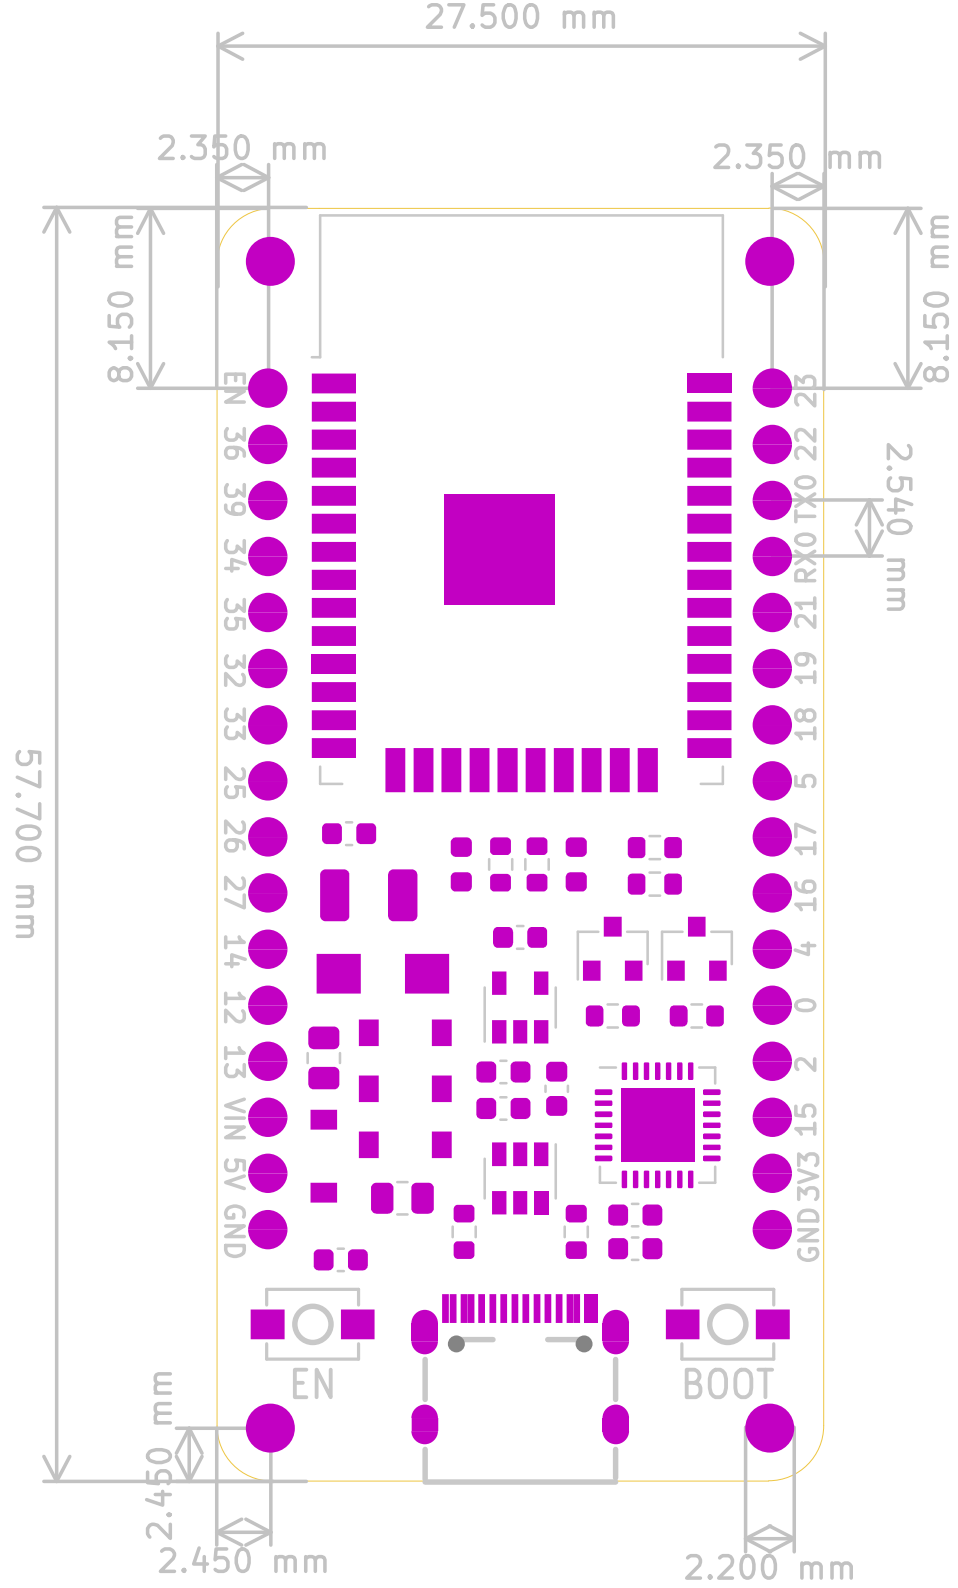 27.500 mm
2.350 mm
2.350 mm
8.150 mm
8.150 mm
57.700 mm
2.540 mm
EN
36
39
34
35
32
33
25
26
27
14
12
13
VIN
5V
GND
23
22
TX0
RX0
21
19
18
5
17
16
4
0
2
15
3V3
GND
EN
BOOT
2.450 mm
2.450 mm
2.200 mm